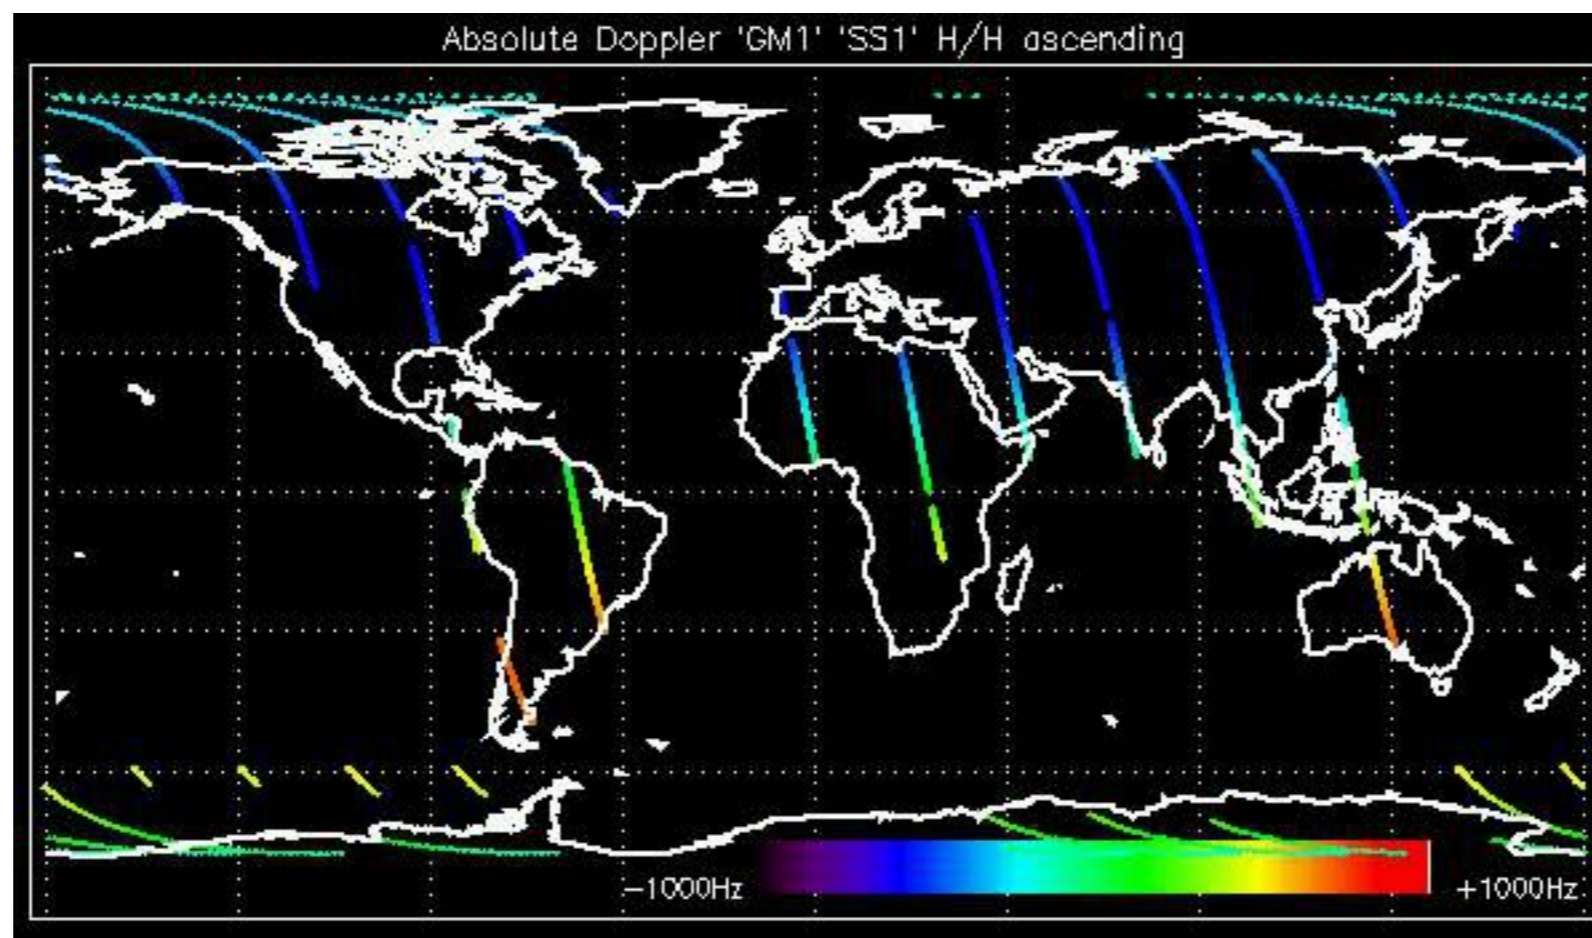 Absolute Doppler 'GM1' 'SS1' H/H ascending
−1000Hz
+1000Hz